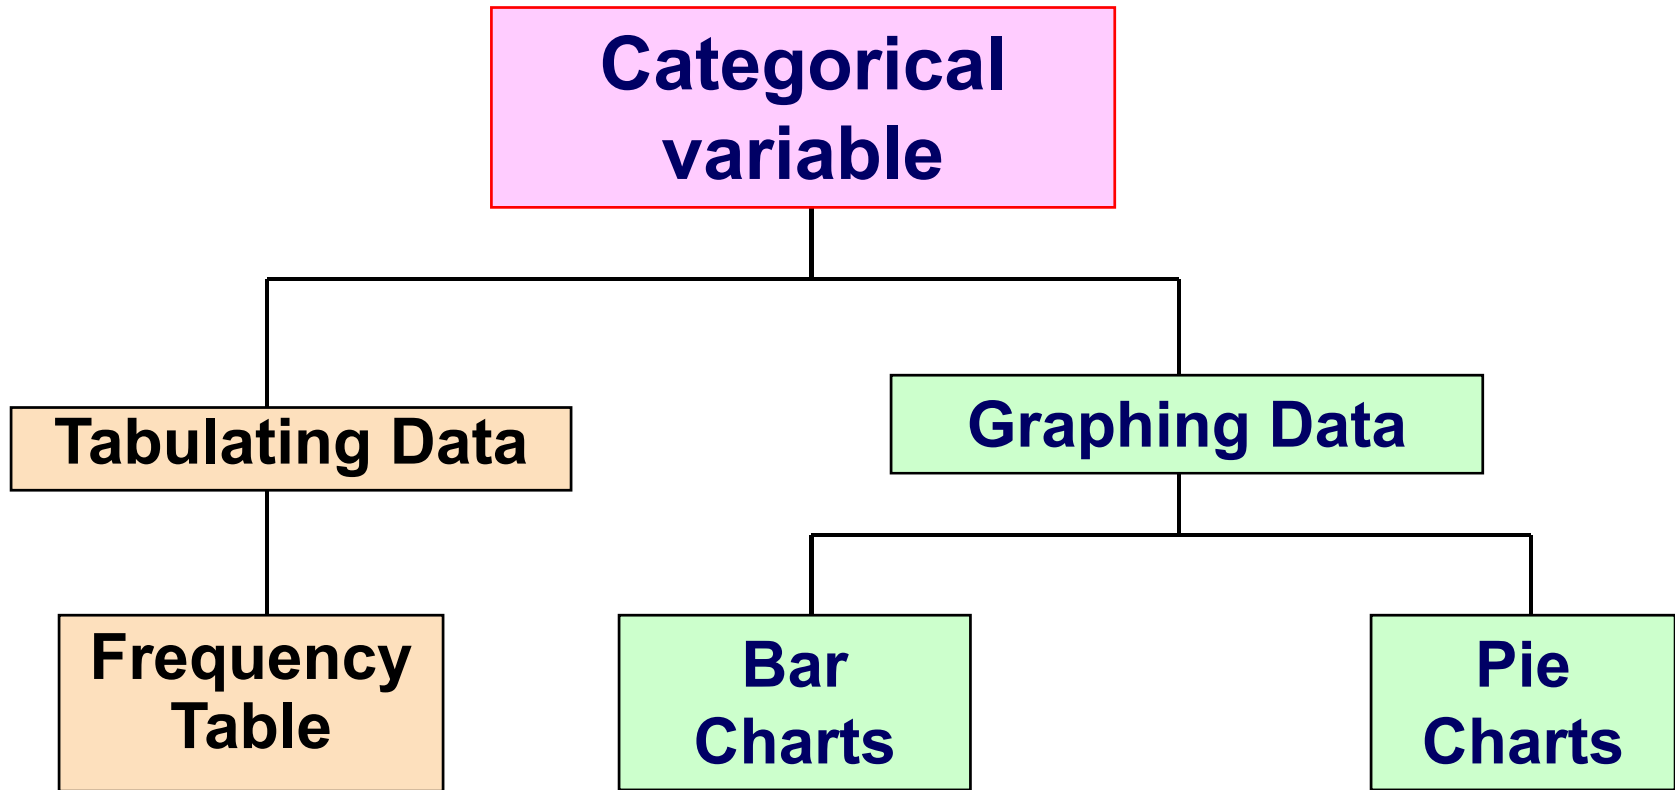 Categorical
variable
Tabulating Data
Graphing Data
Frequency
Table
Bar
Charts
Pie
Charts